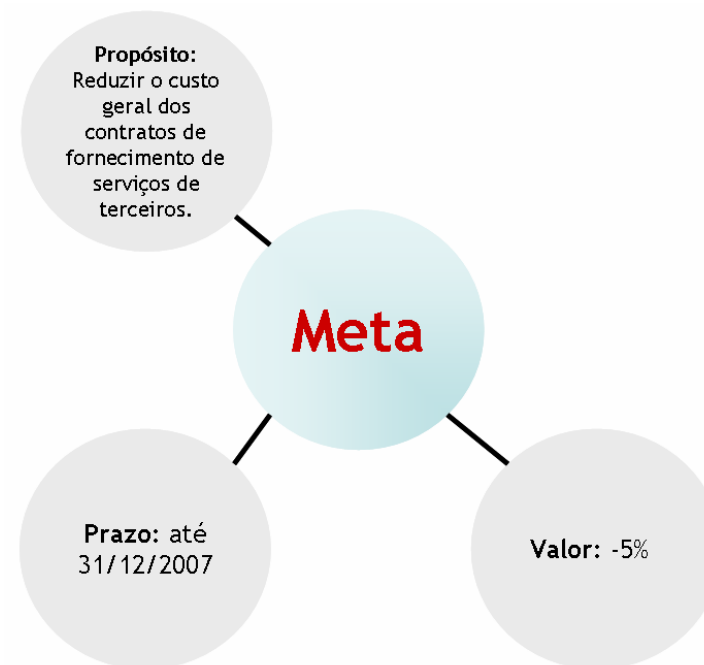 Propósito:
Reduzir o custo
geral dos
contratos de
fornecimento de
serviços de
terceiros.
Meta
Prazo: até
31/12/2007
Valor: -5%